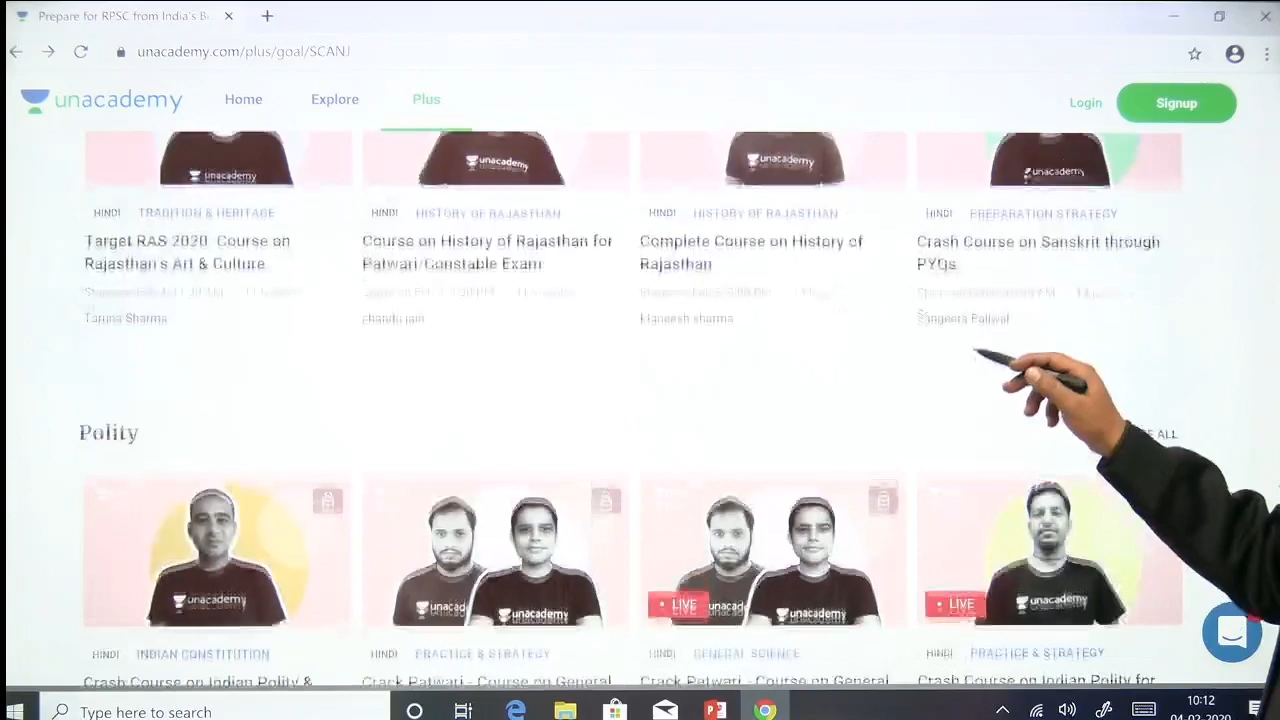 Prepare for RPSC from India's B
unacademy.com/plus/goal/SCANJ
unacademy Home Explore Plus Login Signup
unacademy unacademy unacademy unacademy
HINDI TRADITION & HERITAGE
Target RAS 2020 Course on
Rajasthan's Art & Culture
Taruna Sharma
HINDI HISTORY OF RAJASTHAN
Course on History of Rajasthan for
Patwari/Constable Exam
chandu jain
HINDI HISTORY OF RAJASTHAN
Complete Course on History of
Rajasthan
Maneesh sharma
HINDI PREPARATION STRATEGY
Crash Course on Sanskrit through
PYQs
Sangeeta Paliwal
Polity
ALL
unacademy unacad unacademy LIVE unacademy LIVE unacademy
HINDI INDIAN CONSTITUTION
Crash Course on Indian Polity &
HINDI PRACTICE & STRATEGY
Crack Patwari - Course on General
HINDI GENERAL SCIENCE
Crack Patwari - Course on General
HINDI PRACTICE & STRATEGY
Crash Course on Indian Polity for
Type here to search
10:12
04-02-2020